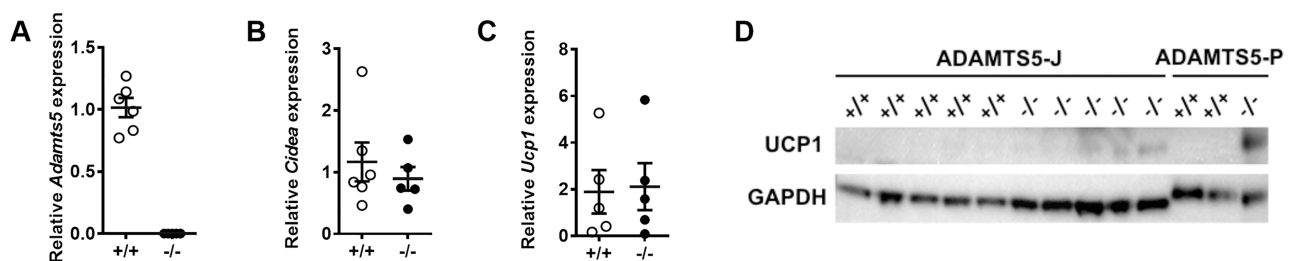 A
Relative Adamts5 expression
1.5
1.0
0.5
0.0
+/+
-/-
B
Relative Cidea expression
3
2
1
0
+/+
-/-
C
Relative Ucp1 expression
8
6
4
2
0
+/+
-/-
D
ADAMTS5-J
ADAMTS5-P
+/+ +/+ +/+ +/+ +/+ -/- -/- -/- -/- -/- +/+ +/+ -/-
UCP1
GAPDH